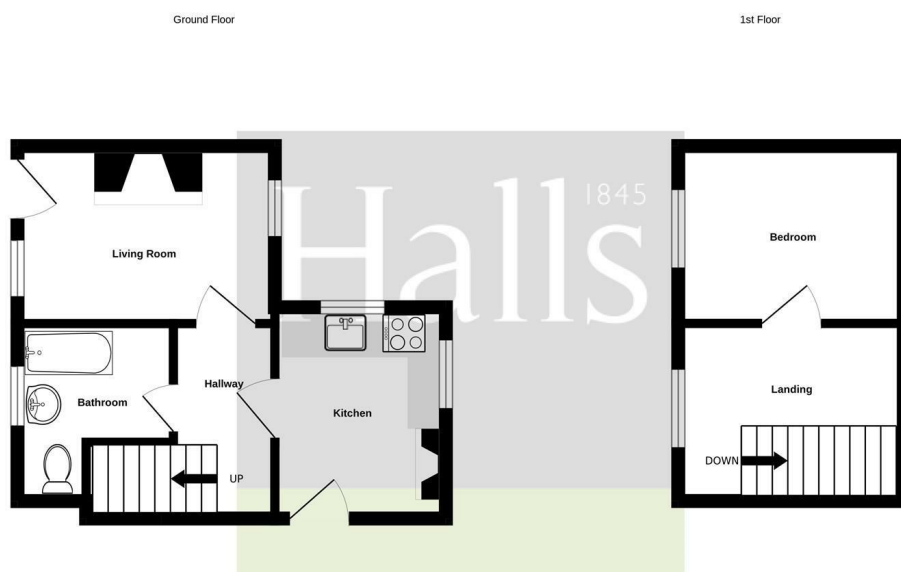 Ground Floor
1st Floor
1845
Halls
Living Room
Bedroom
Hallway
Bathroom
Kitchen
Landing
UP
DOWN